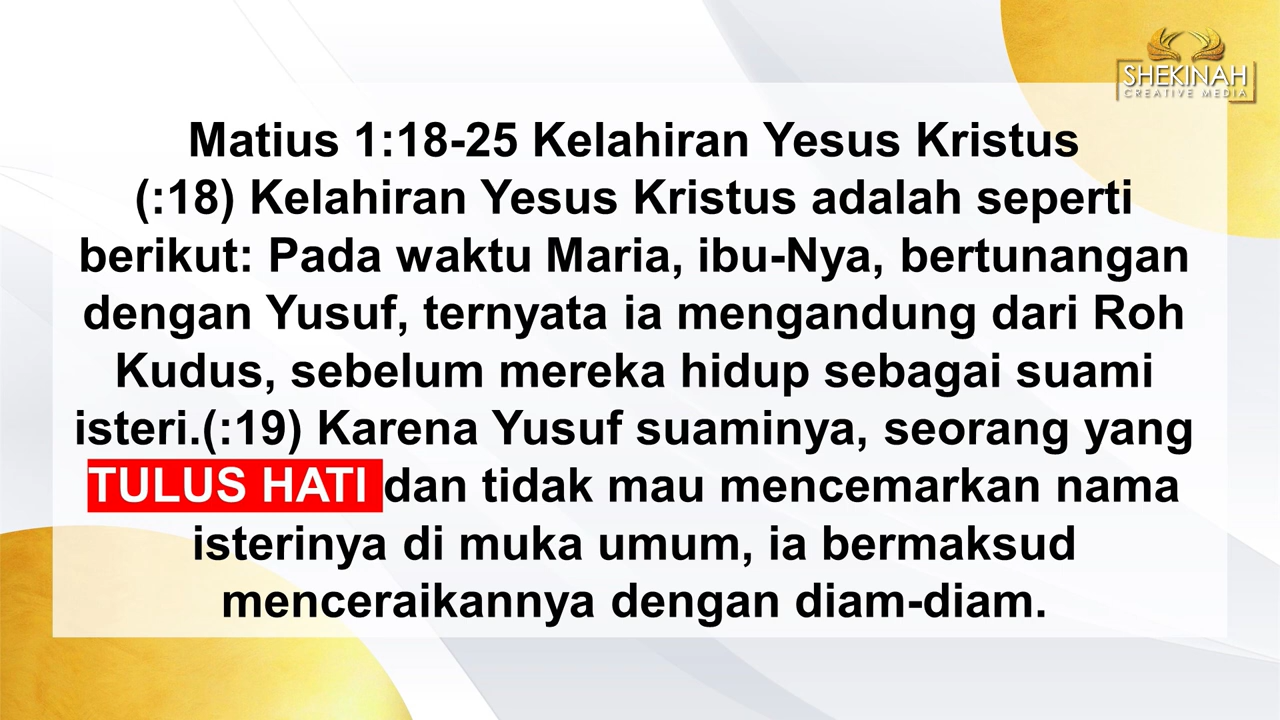 SHEKINAH
CREATIVE MEDIA
Matius 1:18-25 Kelahiran Yesus Kristus
(:18) Kelahiran Yesus Kristus adalah seperti
berikut: Pada waktu Maria, ibu-Nya, bertunangan
dengan Yusuf, ternyata ia mengandung dari Roh
Kudus, sebelum mereka hidup sebagai suami
isteri.(:19) Karena Yusuf suaminya, seorang yang
TULUS HATI dan tidak mau mencemarkan nama
isterinya di muka umum, ia bermaksud
menceraikannya dengan diam-diam.